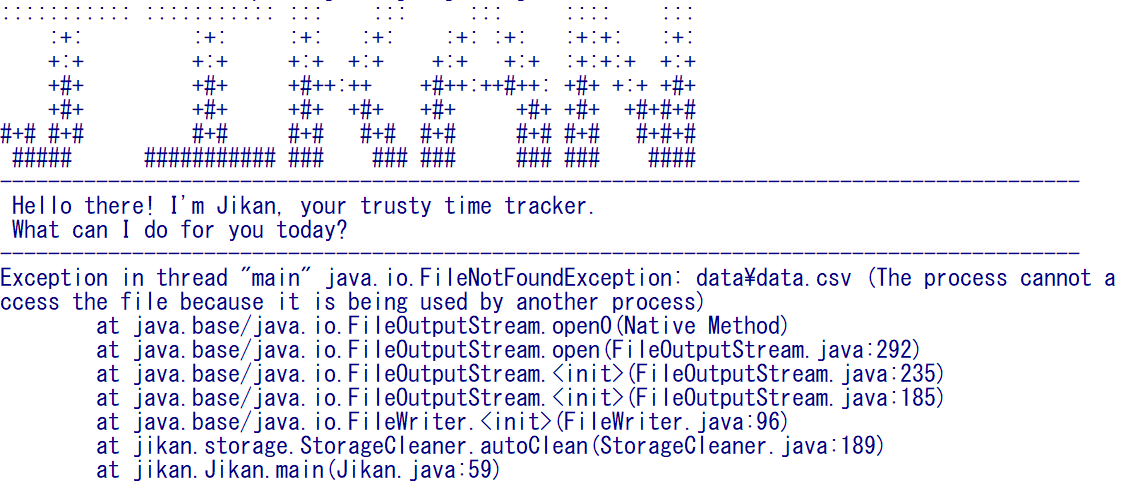 ::::::::::: ::::::::::: :::    :::     :::     ::::    :::
    :+:         :+:     :+:   :+:    :+: :+:   :+:+:   :+:
    +:+         +:+     +:+  +:+    +:+   +:+  :+:+:+  +:+
    +#+         +#+     +#++:++    +#++:++#++: +#+ +:+ +#+
    +#+         +#+     +#+  +#+   +#+     +#+ +#+  +#+#+#
#+# #+#         #+#     #+#   #+#  #+#     #+# #+#   #+#+#
 #####      ########### ###    ### ###     ### ###    ####
------------------------------------------------------------------------------------------
 Hello there! I'm Jikan, your trusty time tracker.
 What can I do for you today?
------------------------------------------------------------------------------------------
Exception in thread "main" java.io.FileNotFoundException: data¥data.csv (The process cannot a
ccess the file because it is being used by another process)
        at java.base/java.io.FileOutputStream.open0(Native Method)
        at java.base/java.io.FileOutputStream.open(FileOutputStream.java:292)
        at java.base/java.io.FileOutputStream.<init>(FileOutputStream.java:235)
        at java.base/java.io.FileOutputStream.<init>(FileOutputStream.java:185)
        at java.base/java.io.FileWriter.<init>(FileWriter.java:96)
        at jikan.storage.StorageCleaner.autoClean(StorageCleaner.java:189)
        at jikan.Jikan.main(Jikan.java:59)